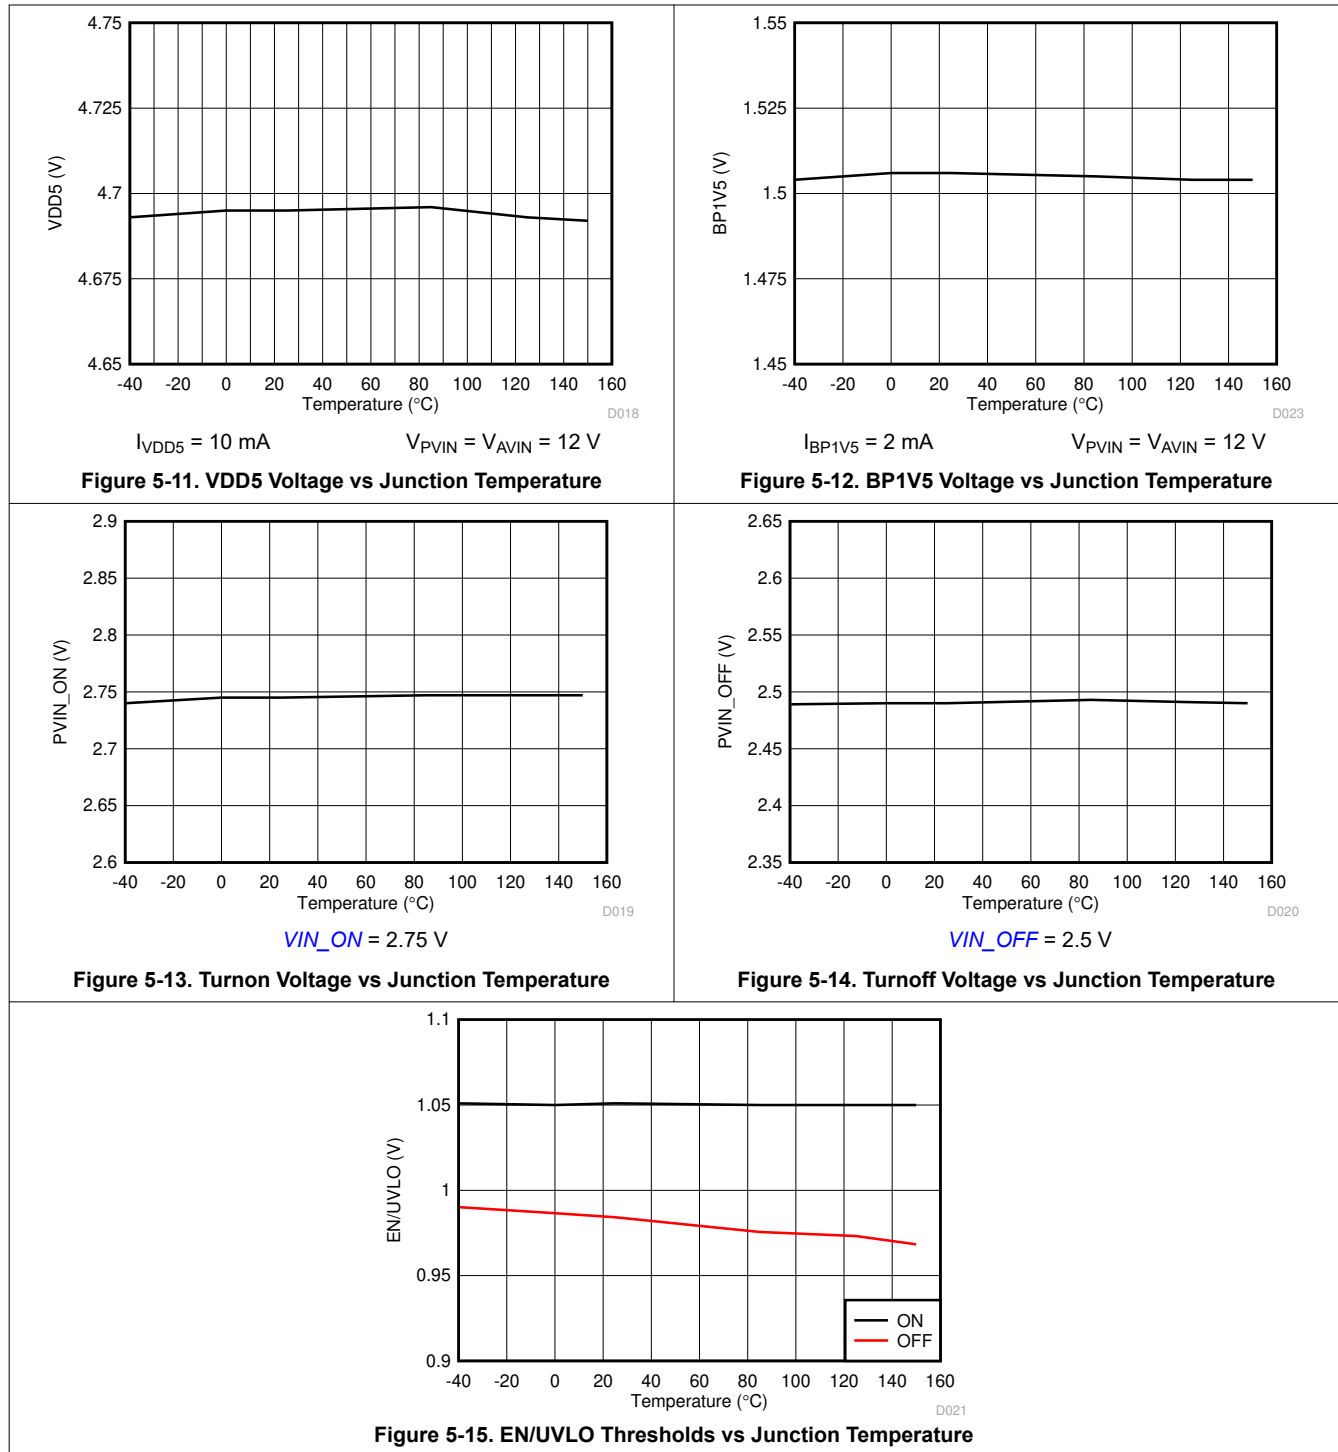 4.75
4.725
4.7
4.675
4.65
VDD5 (V)
-40 -20 0 20 40 60 80 100 120 140 160
Temperature (°C)
D018
I_VDD5 = 10 mA V_PVIN = V_AVIN = 12 V
Figure 5-11. VDD5 Voltage vs Junction Temperature
1.55
1.525
1.5
1.475
1.45
BP1V5 (V)
-40 -20 0 20 40 60 80 100 120 140 160
Temperature (°C)
D023
I_BP1V5 = 2 mA V_PVIN = V_AVIN = 12 V
Figure 5-12. BP1V5 Voltage vs Junction Temperature
2.9
2.85
2.8
2.75
2.7
2.65
2.6
PVIN_ON (V)
-40 -20 0 20 40 60 80 100 120 140 160
Temperature (°C)
D019
VIN_ON = 2.75 V
Figure 5-13. Turnon Voltage vs Junction Temperature
2.65
2.6
2.55
2.5
2.45
2.4
2.35
PVIN_OFF (V)
-40 -20 0 20 40 60 80 100 120 140 160
Temperature (°C)
D020
VIN_OFF = 2.5 V
Figure 5-14. Turnoff Voltage vs Junction Temperature
1.1
1.05
1
0.95
0.9
EN/UVLO (V)
ON
OFF
-40 -20 0 20 40 60 80 100 120 140 160
Temperature (°C)
D021
Figure 5-15. EN/UVLO Thresholds vs Junction Temperature